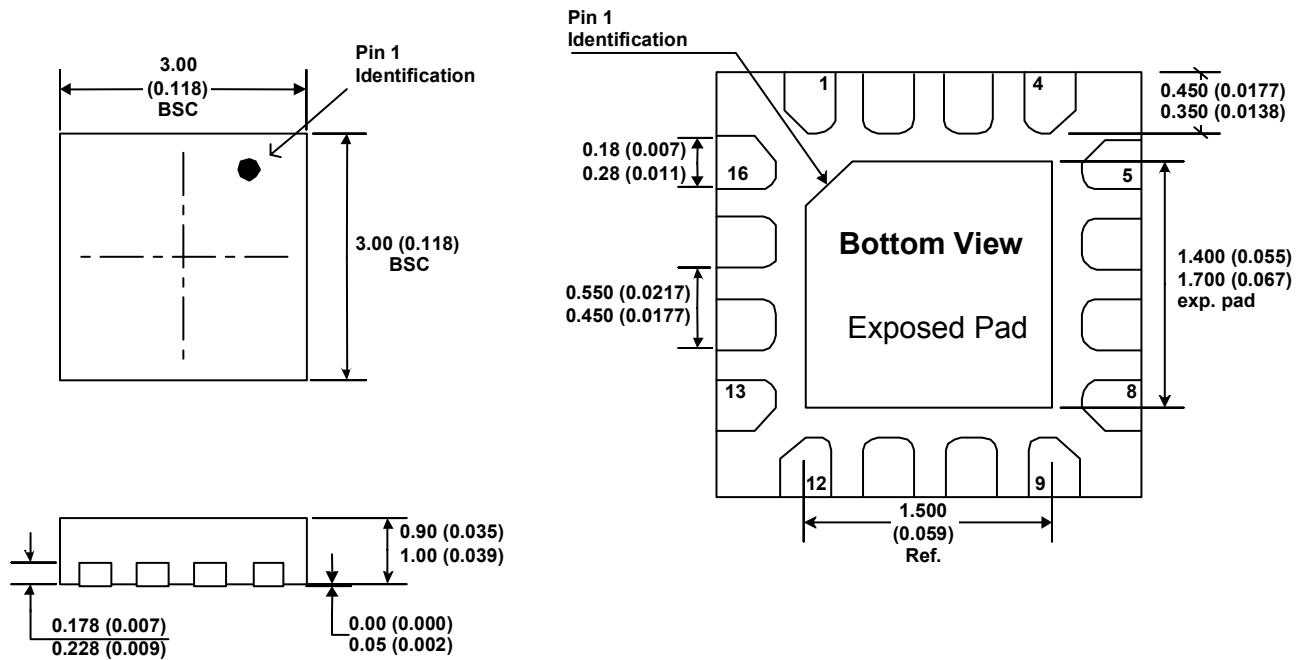 3.00
(0.118)
BSC
Pin 1
Identification
3.00 (0.118)
BSC
0.90 (0.035)
1.00 (0.039)
0.178 (0.007)
0.228 (0.009)
0.00 (0.000)
0.05 (0.002)
Pin 1
Identification
1
4
0.450 (0.0177)
0.350 (0.0138)
0.18 (0.007)
0.28 (0.011)
16
5
Bottom View
Exposed Pad
0.550 (0.0217)
0.450 (0.0177)
1.400 (0.055)
1.700 (0.067)
exp. pad
13
8
12
9
1.500
(0.059)
Ref.